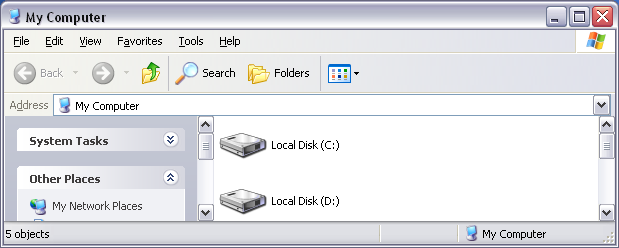 My Computer
File Edit View Favorites Tools Help
Back Search Folders
Address My Computer
System Tasks
Other Places
My Network Places
Local Disk (C:)
Local Disk (D:)
5 objects My Computer